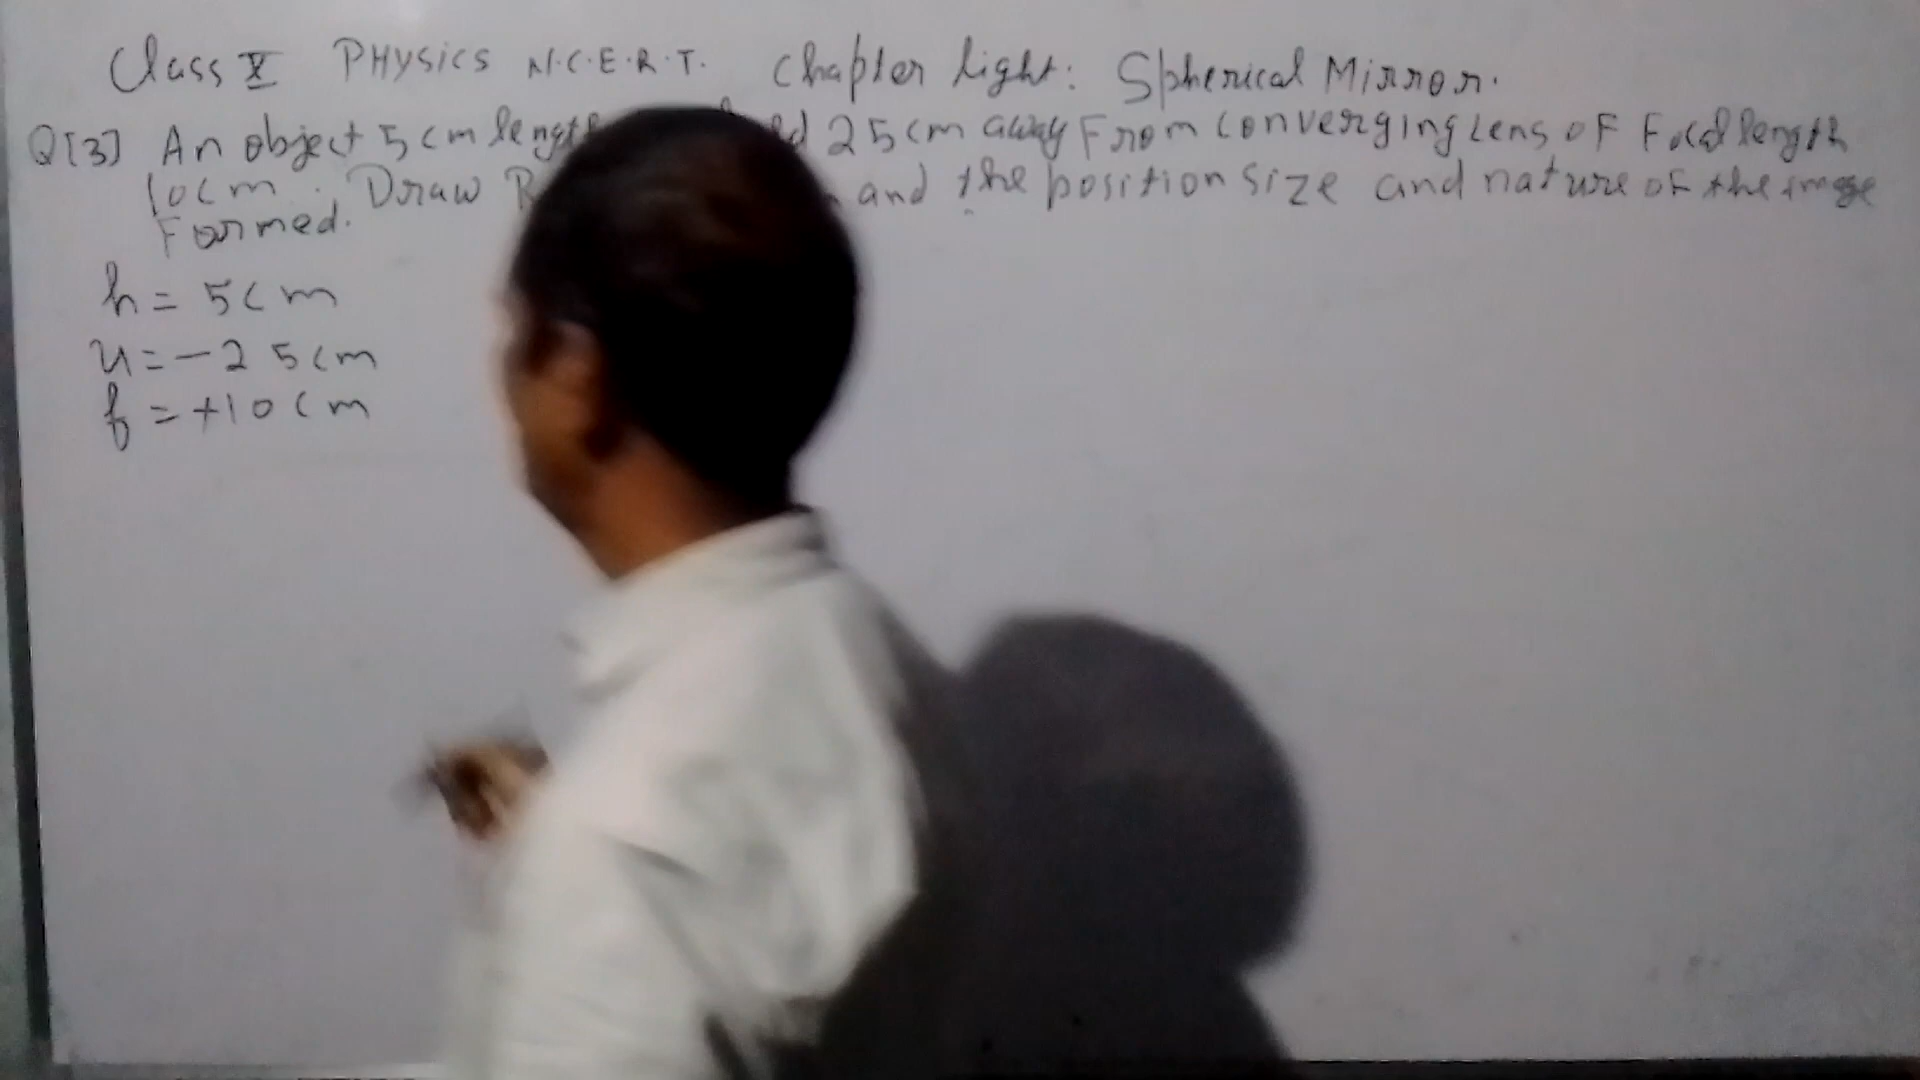 Class X PHYSICS N.C.E.R.T. Chapter light: Spherical Mirror.
Q[3] An object 5cm length 25cm away From converging Lens of Focal length
10cm. Draw and the position size and nature of the image
Formed.
h = 5cm
u = -25cm
f = +10cm